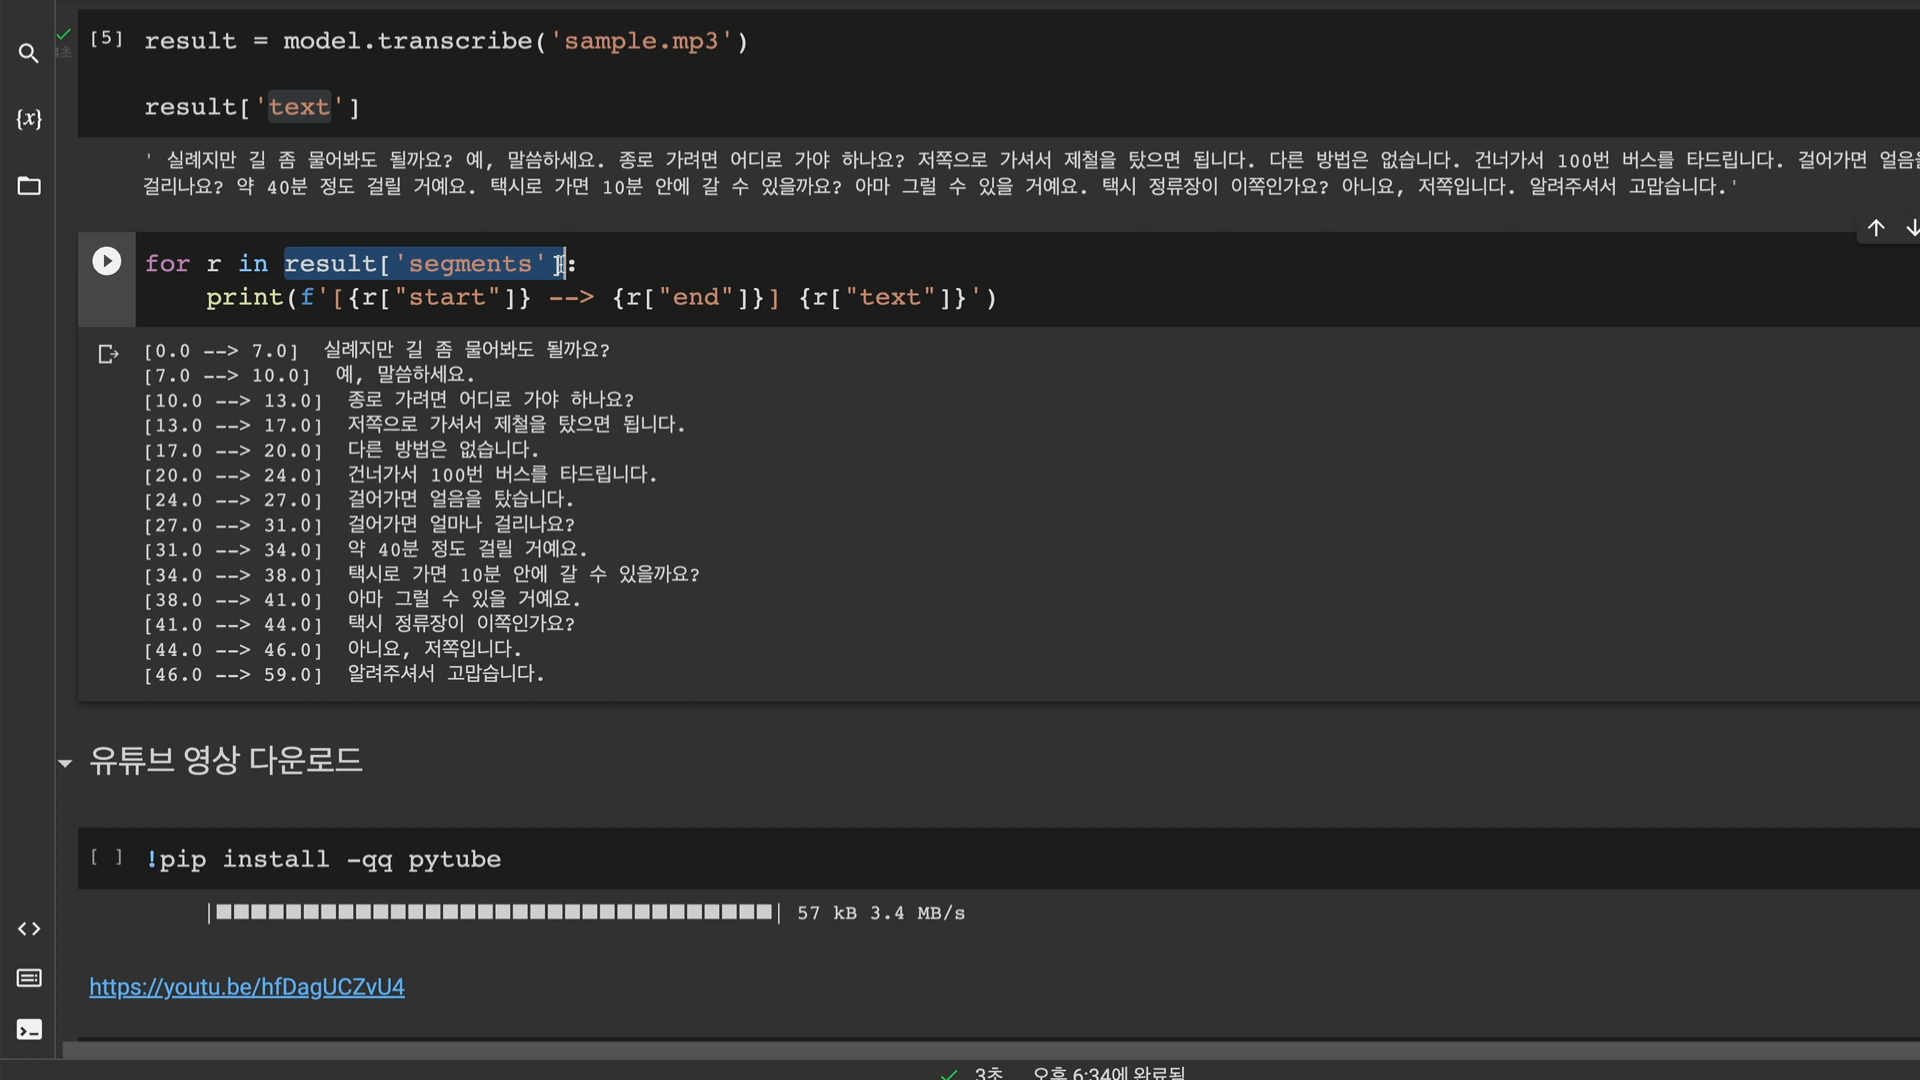 [5] result = model.transcribe('sample.mp3')
4초
result['text']
' 실례지만 길 좀 물어봐도 될까요? 예, 말씀하세요. 종로 가려면 어디로 가야 하나요? 저쪽으로 가셔서 제철을 탔으면 됩니다. 다른 방법은 없습니다. 건너가서 100번 버스를 타드립니다. 걸어가면 얼음을
걸리나요? 약 40분 정도 걸릴 거예요. 택시로 가면 10분 안에 갈 수 있을까요? 아마 그럴 수 있을 거예요. 택시 정류장이 이쪽인가요? 아니요, 저쪽입니다. 알려주셔서 고맙습니다.'
{x}
for r in result['segments']:
print(f'[{r["start"]} --> {r["end"]}] {r["text"]}')
[0.0 --> 7.0] 실례지만 길 좀 물어봐도 될까요?
[7.0 --> 10.0] 예, 말씀하세요.
[10.0 --> 13.0] 종로 가려면 어디로 가야 하나요?
[13.0 --> 17.0] 저쪽으로 가셔서 제철을 탔으면 됩니다.
[17.0 --> 20.0] 다른 방법은 없습니다.
[20.0 --> 24.0] 건너가서 100번 버스를 타드립니다.
[24.0 --> 27.0] 걸어가면 얼음을 탔습니다.
[27.0 --> 31.0] 걸어가면 얼마나 걸리나요?
[31.0 --> 34.0] 약 40분 정도 걸릴 거예요.
[34.0 --> 38.0] 택시로 가면 10분 안에 갈 수 있을까요?
[38.0 --> 41.0] 아마 그럴 수 있을 거예요.
[41.0 --> 44.0] 택시 정류장이 이쪽인가요?
[44.0 --> 46.0] 아니요, 저쪽입니다.
[46.0 --> 59.0] 알려주셔서 고맙습니다.
유튜브 영상 다운로드
[ ] !pip install -qq pytube
57 kB 3.4 MB/s
https://youtu.be/hfDagUCZvU4
3초 오후 6:34에 완료됨